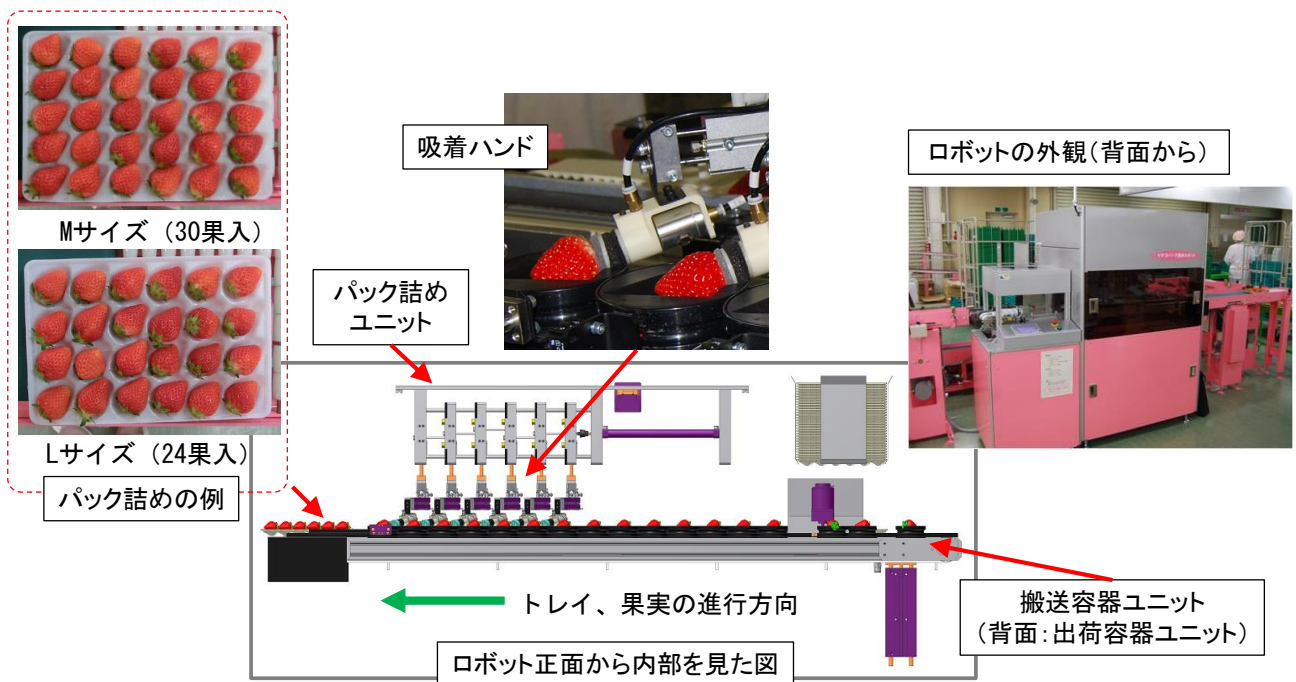 Mサイズ (30果入)
Lサイズ (24果入)
パック詰めの例
吸着ハンド
パック詰め
ユニット
ロボットの外観(背面から)
トレイ、果実の進行方向
搬送容器ユニット
(背面:出荷容器ユニット)
ロボット正面から内部を見た図